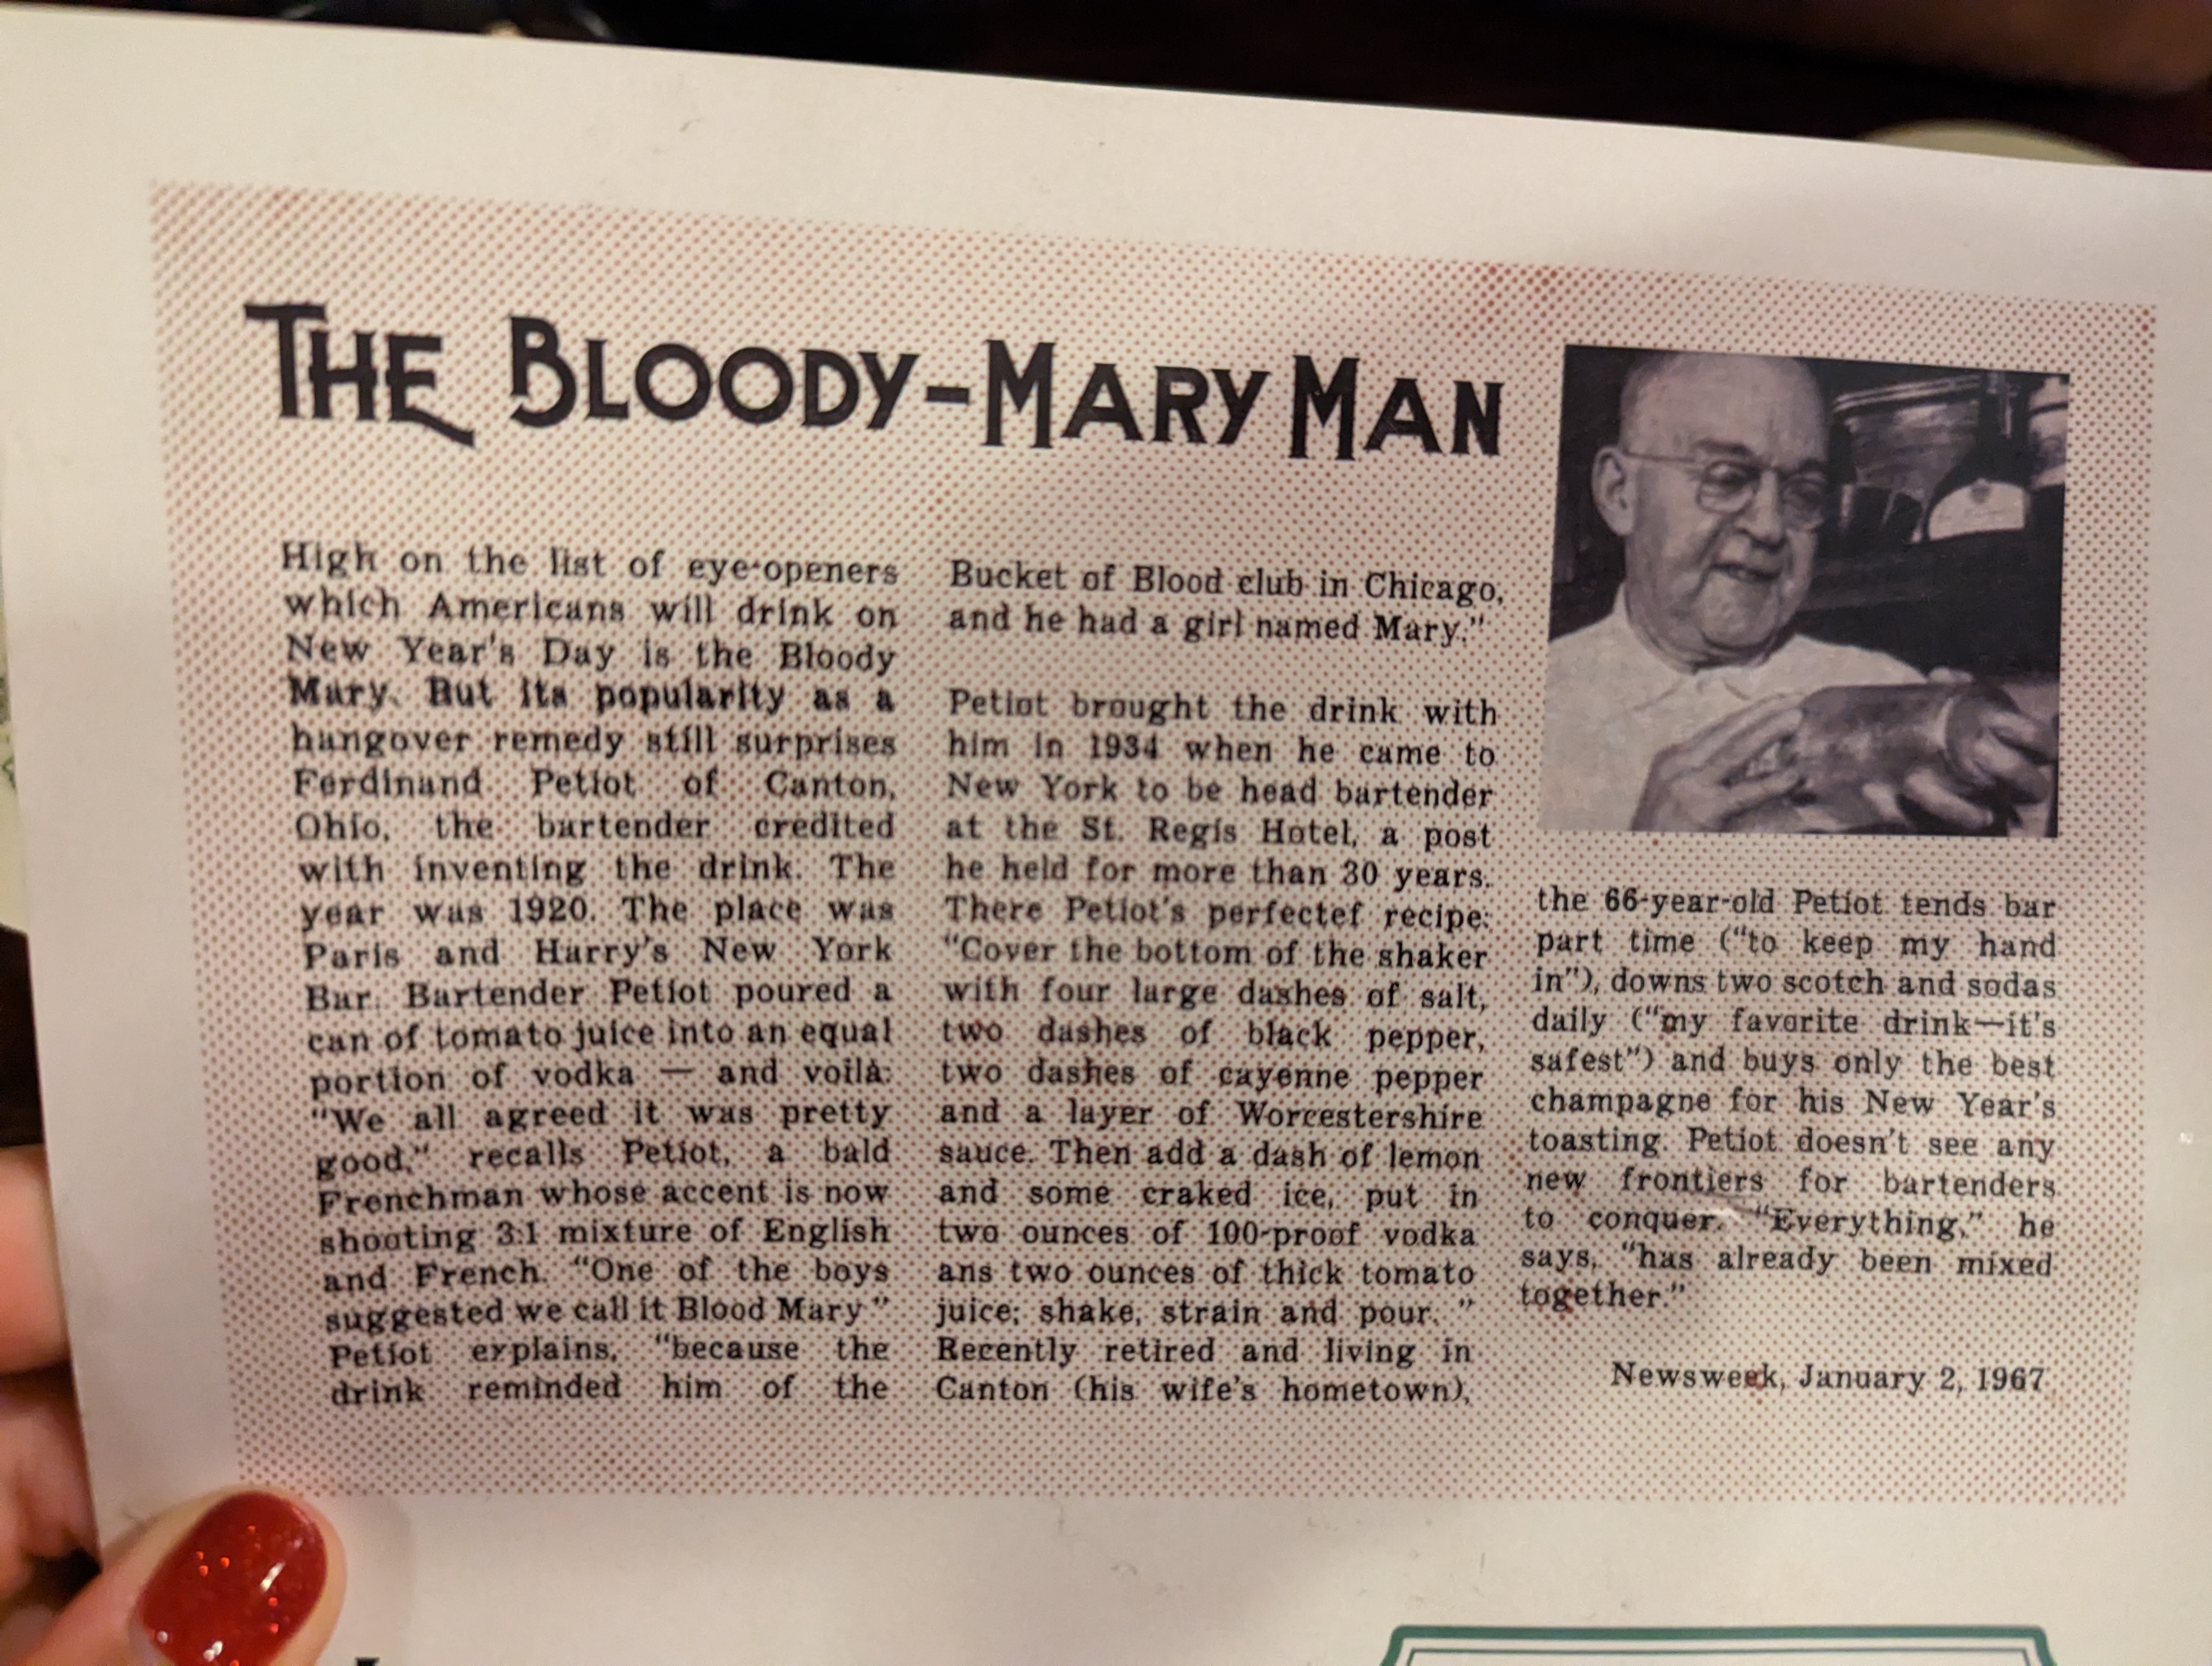 THE BLOODY-MARY MAN
High on the list of eye-openers
which Americans will drink on
New Year's Day is the Bloody
Mary. But its popularity as a
hangover remedy still surprises
Ferdinand Petiot of Canton,
Ohio, the bartender credited
with inventing the drink. The
year was 1920. The place was
Paris and Harry's New York
Bar. Bartender Petiot poured a
can of tomato juice into an equal
portion of vodka — and voilà:
"We all agreed it was pretty
good," recalls Petiot, a bald
Frenchman whose accent is now
shooting 3:1 mixture of English
and French. "One of the boys
suggested we call it Blood Mary"
Petiot explains, "because the
drink reminded him of the
Bucket of Blood club in Chicago,
and he had a girl named Mary."
Petiot brought the drink with
him in 1934 when he came to
New York to be head bartender
at the St. Regis Hotel, a post
he held for more than 30 years.
There Petiot's perfectef recipe:
"Cover the bottom of the shaker
with four large dashes of salt,
two dashes of black pepper,
two dashes of cayenne pepper
and a layer of Worcestershire
sauce. Then add a dash of lemon
and some craked ice, put in
two ounces of 100-proof vodka
ans two ounces of thick tomato
juice; shake, strain and pour. "
Recently retired and living in
Canton (his wife's hometown),
the 66-year-old Petiot tends bar
part time ("to keep my hand
in"), downs two scotch and sodas
daily ("my favorite drink—it's
safest") and buys only the best
champagne for his New Year's
toasting. Petiot doesn't see any
new frontiers for bartenders
to conquer. "Everything," he
says, "has already been mixed
together."
Newsweek, January 2, 1967